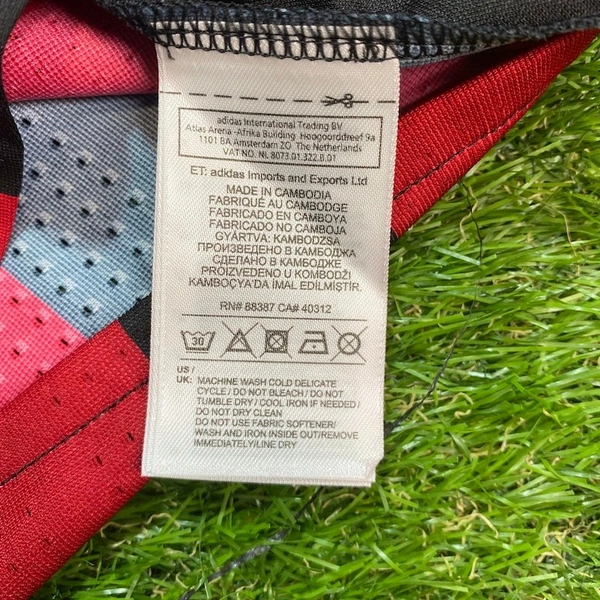 adidas International Trading BV
Atlas Arena -Afrika Building Hoogoorddreef 9a
1101 BA Amsterdam ZO The Netherlands
VAT.NO. NL 8073.01.322.B.01
ET: adidas Imports and Exports Ltd
MADE IN CAMBODIA
FABRIQUÉ AU CAMBODGE
FABRICADO EN CAMBOYA
FABRICADO NO CAMBOJA
GYÁRTVA: KAMBODZSA
ПРОИЗВЕДЕНО В КАМБОДЖА
СДЕЛАНО В КАМБОДЖЕ
PROIZVEDENO U KOMBODŽI
KAMBOÇYA'DA İMAL EDİLMİŞTİR.
RN# 88387 CA# 40312
30
US /
UK: MACHINE WASH COLD DELICATE
CYCLE / DO NOT BLEACH / DO NOT
TUMBLE DRY / COOL IRON IF NEEDED /
DO NOT DRY CLEAN
DO NOT USE FABRIC SOFTENER/
WASH AND IRON INSIDE OUT/REMOVE
IMMEDIATELY/LINE DRY